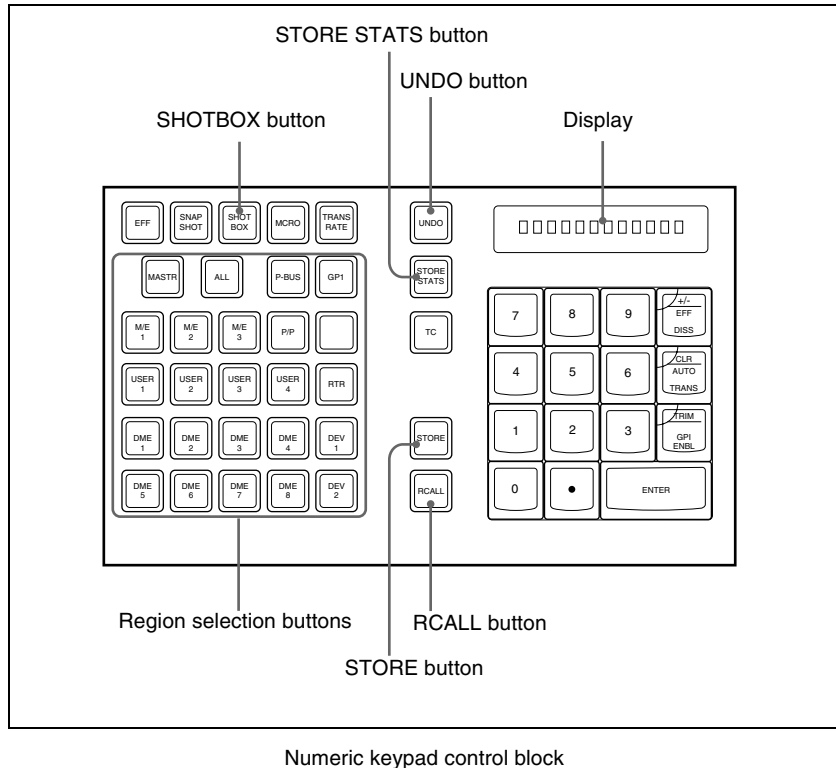 STORE STATS button
UNDO button
SHOTBOX button
Display
EFF
SNAP
SHOT
SHOT
BOX
MCRO
TRANS
RATE
UNDO
MASTR
ALL
P-BUS
GP1
STORE
STATS
M/E
1
M/E
2
M/E
3
P/P
TC
USER
1
USER
2
USER
3
USER
4
RTR
DME
1
DME
2
DME
3
DME
4
DEV
1
STORE
DME
5
DME
6
DME
7
DME
8
DEV
2
RCALL
7
8
9
+/-
EFF
DISS
4
5
6
CLR
AUTO
TRANS
1
2
3
TRIM
GPI
ENBL
0
•
ENTER
Region selection buttons
RCALL button
STORE button
Numeric keypad control block